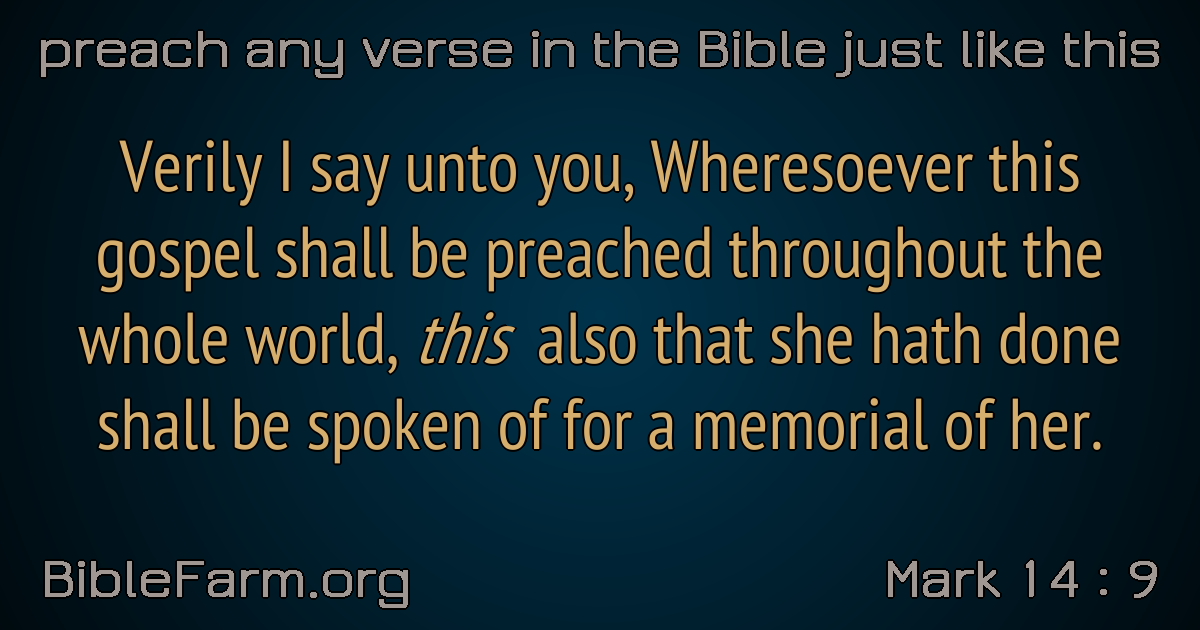 preach any verse in the Bible just like this
Verily I say unto you, Wheresoever this
gospel shall be preached throughout the
whole world, this also that she hath done
shall be spoken of for a memorial of her.
BibleFarm.org
Mark 14 : 9